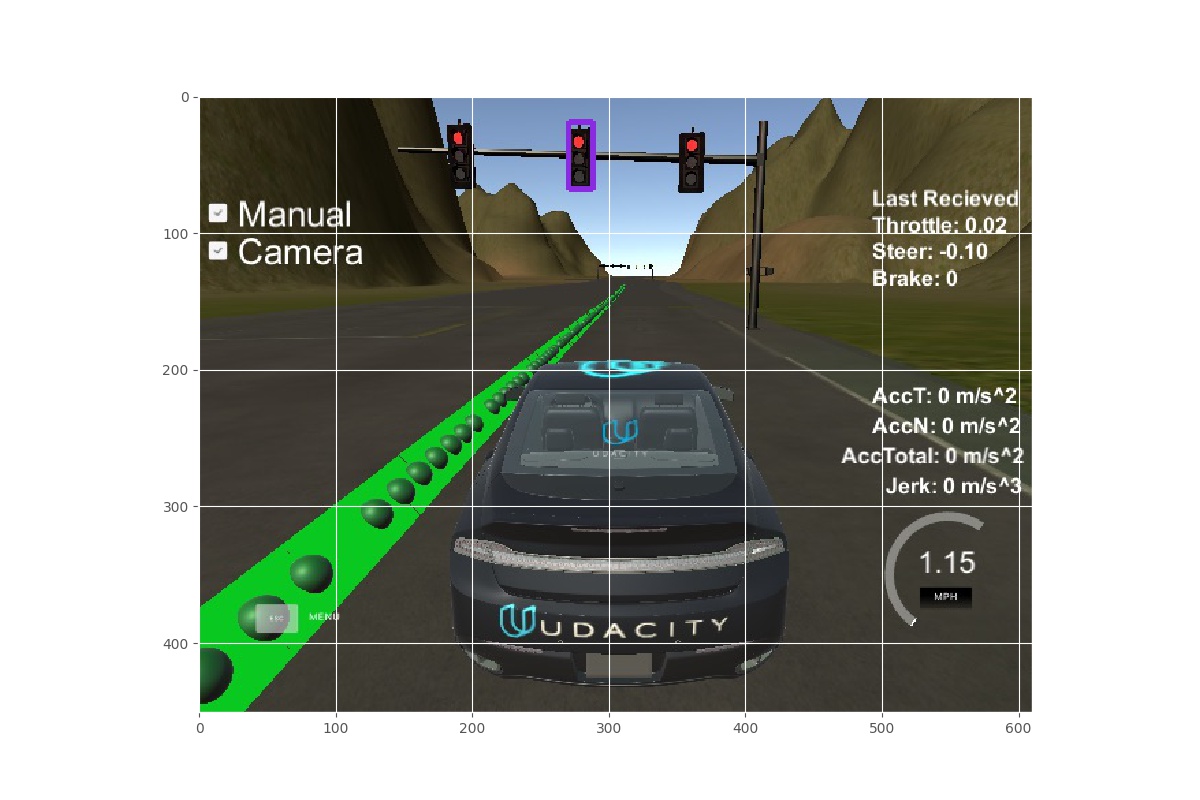 0
Manual
Camera
Last Recieved
Throttle: 0.02
Steer: -0.10
Brake: 0
100
200
AccT: 0 m/s^2
AccN: 0 m/s^2
AccTotal: 0 m/s^2
Jerk: 0 m/s^3
UDACITY
300
1.15
MPH
ESC MENU
UDACITY
400
0 100 200 300 400 500 600